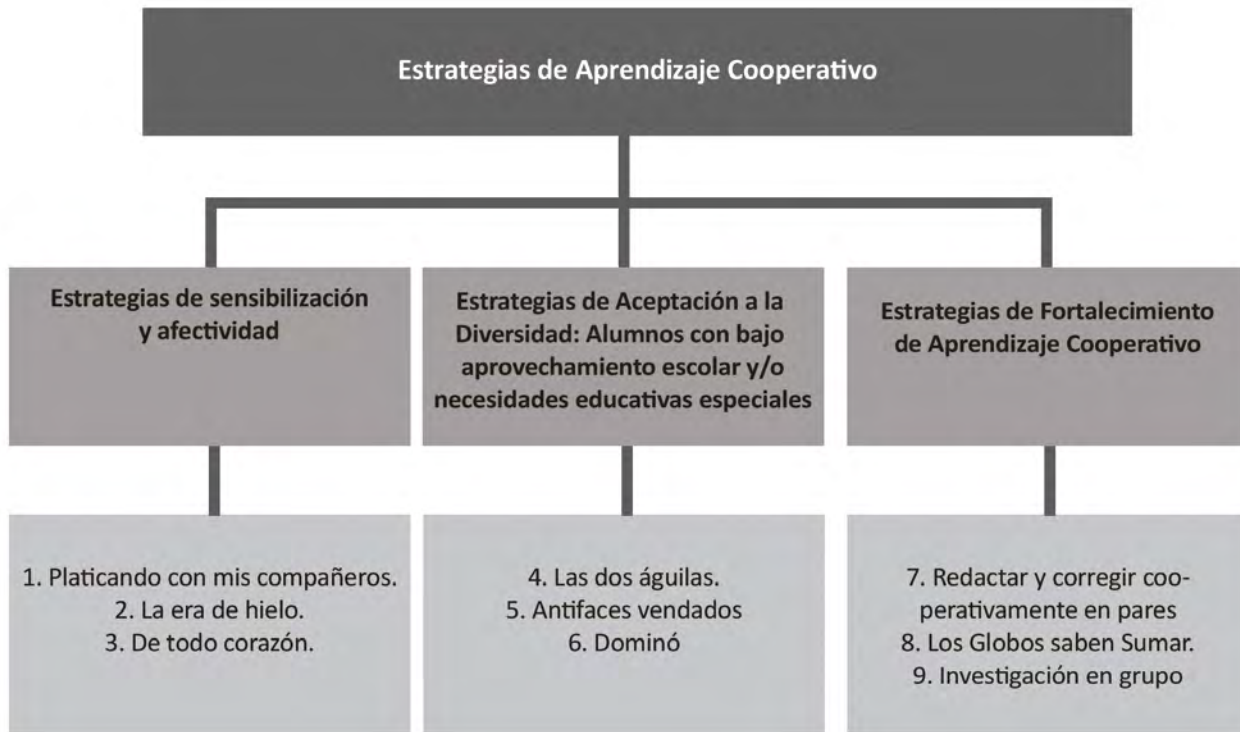 Estrategias de Aprendizaje Cooperativo
Estrategias de sensibilización
y afectividad
Estrategias de Aceptación a la
Diversidad: Alumnos con bajo
aprovechamiento escolar y/o
necesidades educativas especiales
Estrategias de Fortalecimiento
de Aprendizaje Cooperativo
1. Platicando con mis compañeros.
2. La era de hielo.
3. De todo corazón.
4. Las dos águilas.
5. Antifaces vendados
6. Dominó
7. Redactar y corregir coo-
perativamente en pares
8. Los Globos saben Sumar.
9. Investigación en grupo